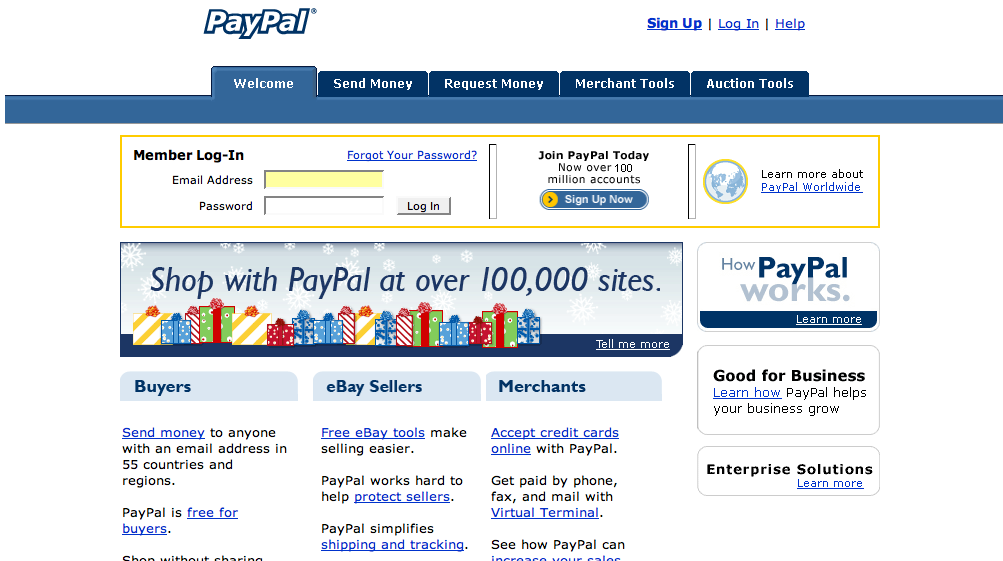 PayPal®
Sign Up | Log In | Help
Welcome
Send Money
Request Money
Merchant Tools
Auction Tools
Member Log-In
Forgot Your Password?
Email Address
Password
Log In
Join PayPal Today
Now over 100
million accounts
Sign Up Now
Learn more about
PayPal Worldwide
Shop with PayPal at over 100,000 sites.
Tell me more
How PayPal
works.
Learn more
Buyers
Send money to anyone
with an email address in
55 countries and
regions.
PayPal is free for
buyers.
Shop without sharing
eBay Sellers
Free eBay tools make
selling easier.
PayPal works hard to
help protect sellers.
PayPal simplifies
shipping and tracking.
Merchants
Accept credit cards
online with PayPal.
Get paid by phone,
fax, and mail with
Virtual Terminal.
See how PayPal can
increase your sales
Good for Business
Learn how PayPal helps
your business grow
Enterprise Solutions
Learn more